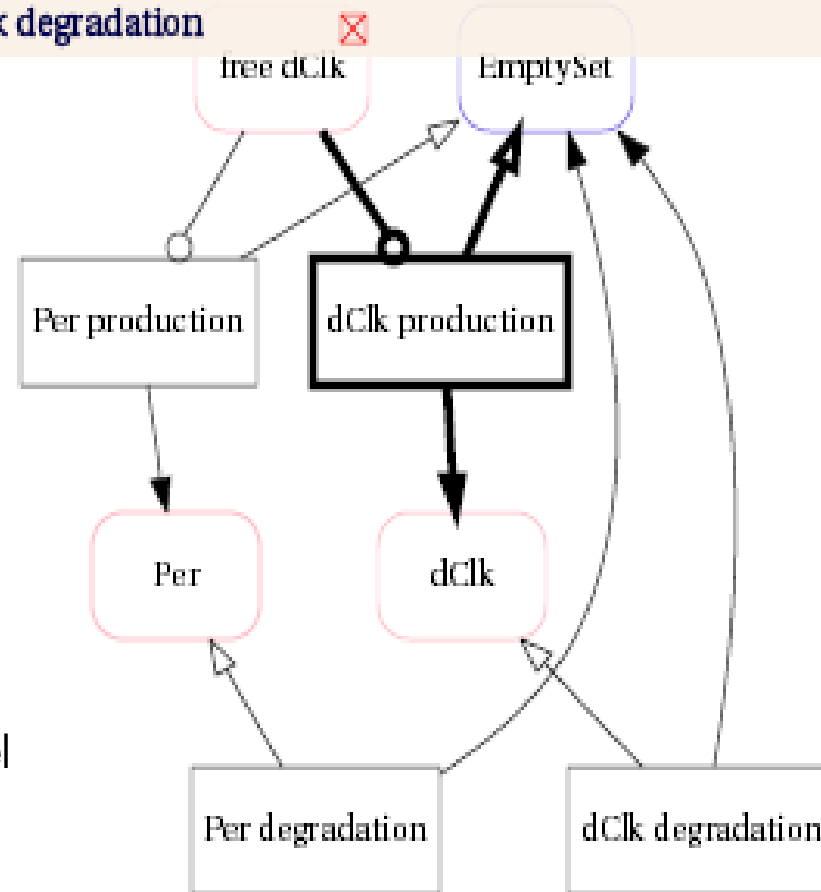 k degradation
free dClk
EmptySet
Per production
dClk production
Per
dClk
l
Per degradation
dClk degradation